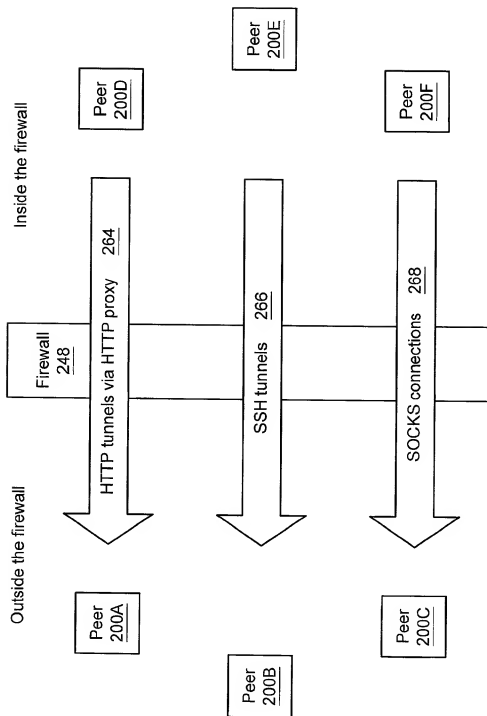 Outside the firewall
Inside the firewall
Firewall
248
Peer
200A
HTTP tunnels via HTTP proxy 264
Peer
200D
Peer
200B
SSH tunnels 266
Peer
200E
Peer
200C
SOCKS connections 268
Peer
200F